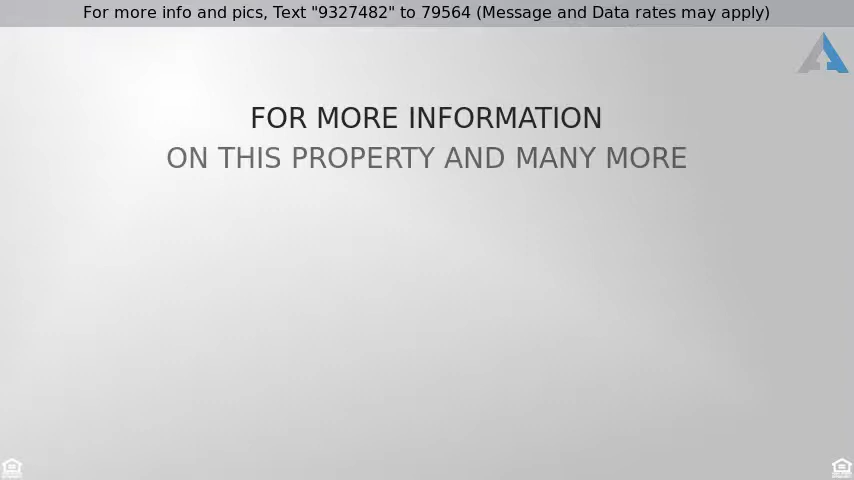 For more info and pics, Text "9327482" to 79564 (Message and Data rates may apply)
FOR MORE INFORMATION
ON THIS PROPERTY AND MANY MORE